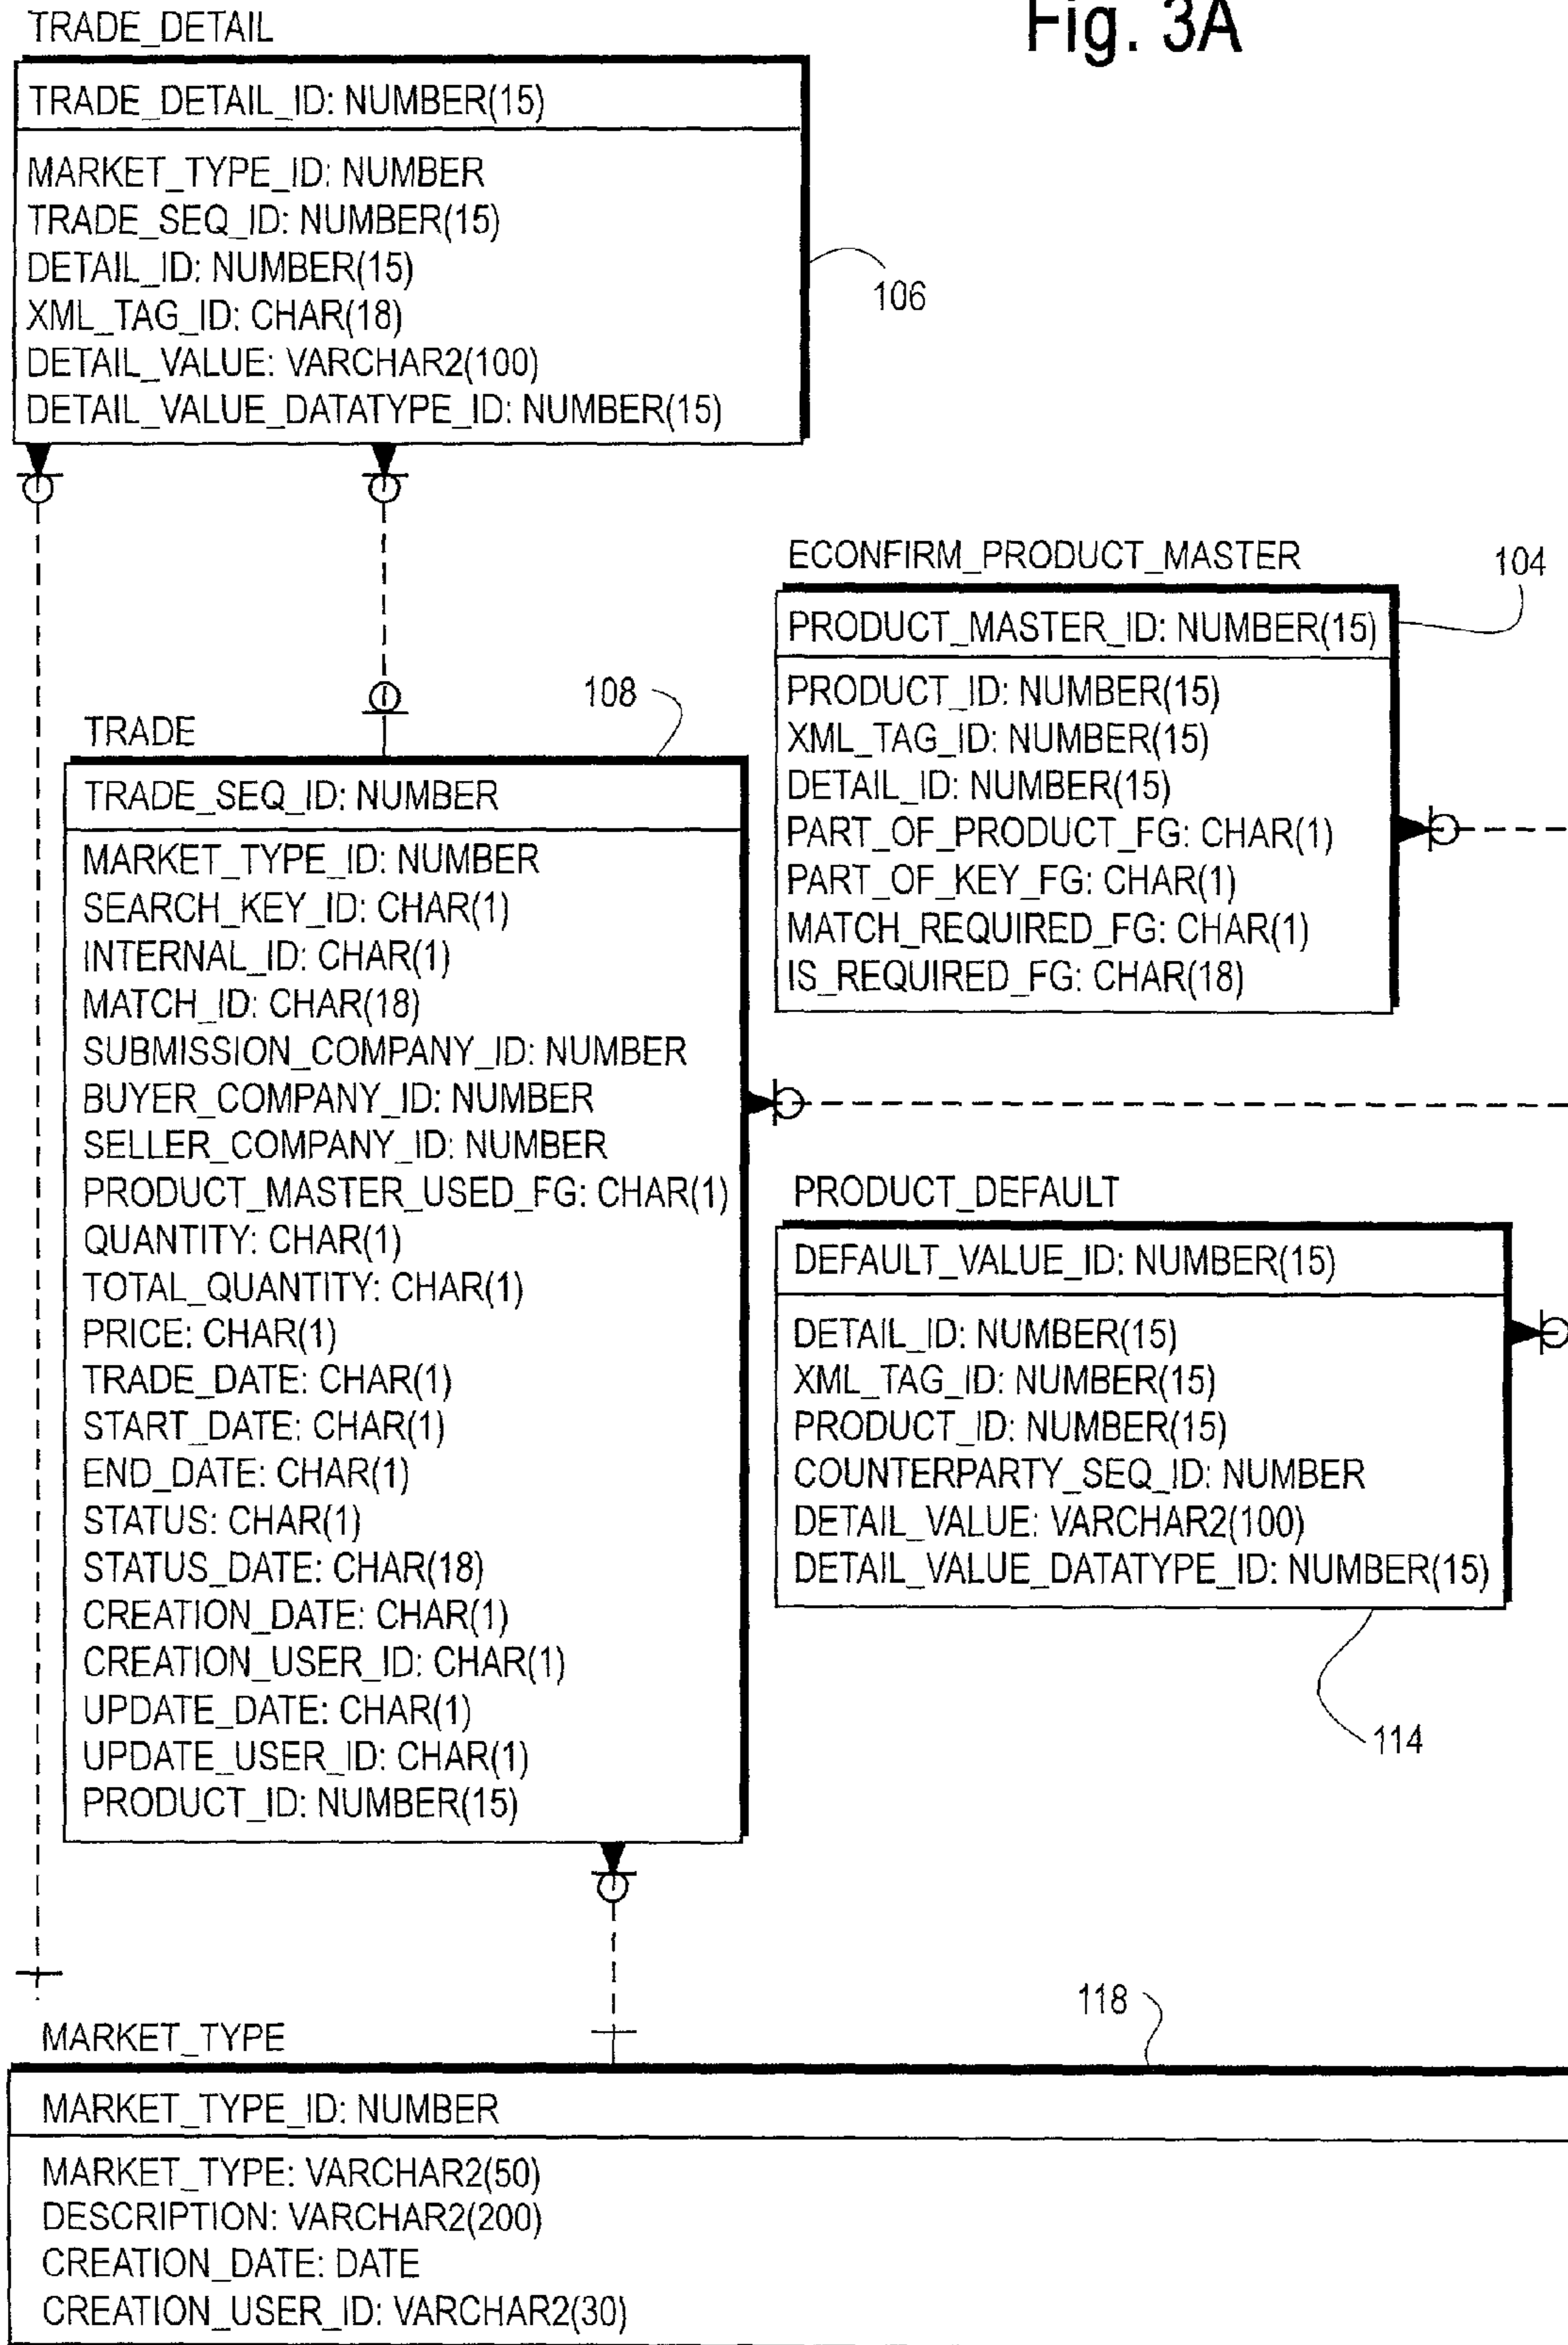 Fig. 3A
TRADE_DETAIL
TRADE_DETAIL_ID: NUMBER(15)
MARKET_TYPE_ID: NUMBER
TRADE_SEQ_ID: NUMBER(15)
DETAIL_ID: NUMBER(15)
XML_TAG_ID: CHAR(18)
DETAIL_VALUE: VARCHAR2(100)
DETAIL_VALUE_DATATYPE_ID: NUMBER(15)
106
ECONFIRM_PRODUCT_MASTER
104
PRODUCT_MASTER_ID: NUMBER(15)
PRODUCT_ID: NUMBER(15)
XML_TAG_ID: NUMBER(15)
DETAIL_ID: NUMBER(15)
PART_OF_PRODUCT_FG: CHAR(1)
PART_OF_KEY_FG: CHAR(1)
MATCH_REQUIRED_FG: CHAR(1)
IS_REQUIRED_FG: CHAR(18)
108
TRADE
TRADE_SEQ_ID: NUMBER
MARKET_TYPE_ID: NUMBER
SEARCH_KEY_ID: CHAR(1)
INTERNAL_ID: CHAR(1)
MATCH_ID: CHAR(18)
SUBMISSION_COMPANY_ID: NUMBER
BUYER_COMPANY_ID: NUMBER
SELLER_COMPANY_ID: NUMBER
PRODUCT_MASTER_USED_FG: CHAR(1)
QUANTITY: CHAR(1)
TOTAL_QUANTITY: CHAR(1)
PRICE: CHAR(1)
TRADE_DATE: CHAR(1)
START_DATE: CHAR(1)
END_DATE: CHAR(1)
STATUS: CHAR(1)
STATUS_DATE: CHAR(18)
CREATION_DATE: CHAR(1)
CREATION_USER_ID: CHAR(1)
UPDATE_DATE: CHAR(1)
UPDATE_USER_ID: CHAR(1)
PRODUCT_ID: NUMBER(15)
PRODUCT_DEFAULT
DEFAULT_VALUE_ID: NUMBER(15)
DETAIL_ID: NUMBER(15)
XML_TAG_ID: NUMBER(15)
PRODUCT_ID: NUMBER(15)
COUNTERPARTY_SEQ_ID: NUMBER
DETAIL_VALUE: VARCHAR2(100)
DETAIL_VALUE_DATATYPE_ID: NUMBER(15)
114
118
MARKET_TYPE
MARKET_TYPE_ID: NUMBER
MARKET_TYPE: VARCHAR2(50)
DESCRIPTION: VARCHAR2(200)
CREATION_DATE: DATE
CREATION_USER_ID: VARCHAR2(30)